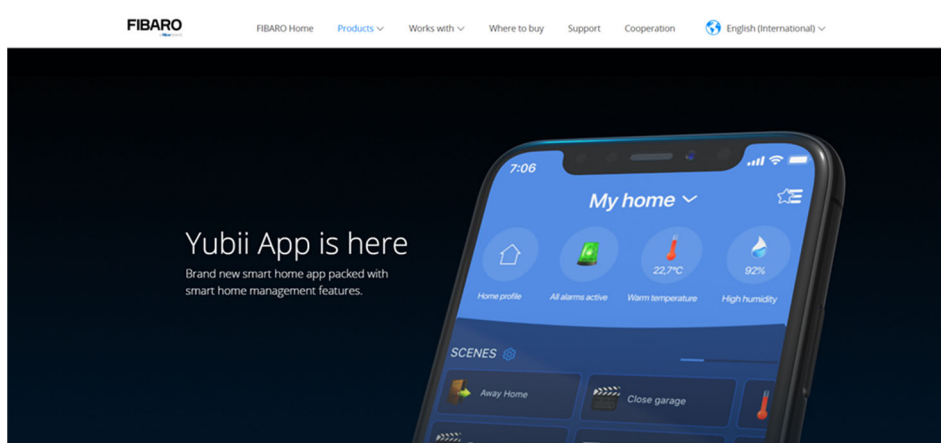 FIBARO
FIBARO Home Products Works with Where to buy Support Cooperation English (International)
Yubii App is here
Brand new smart home app packed with
smart home management features.
7:06
My home
22,7°C 92%
Home profile All alarms active Warm temperature High humidity
SCENES
Away Home Close garage